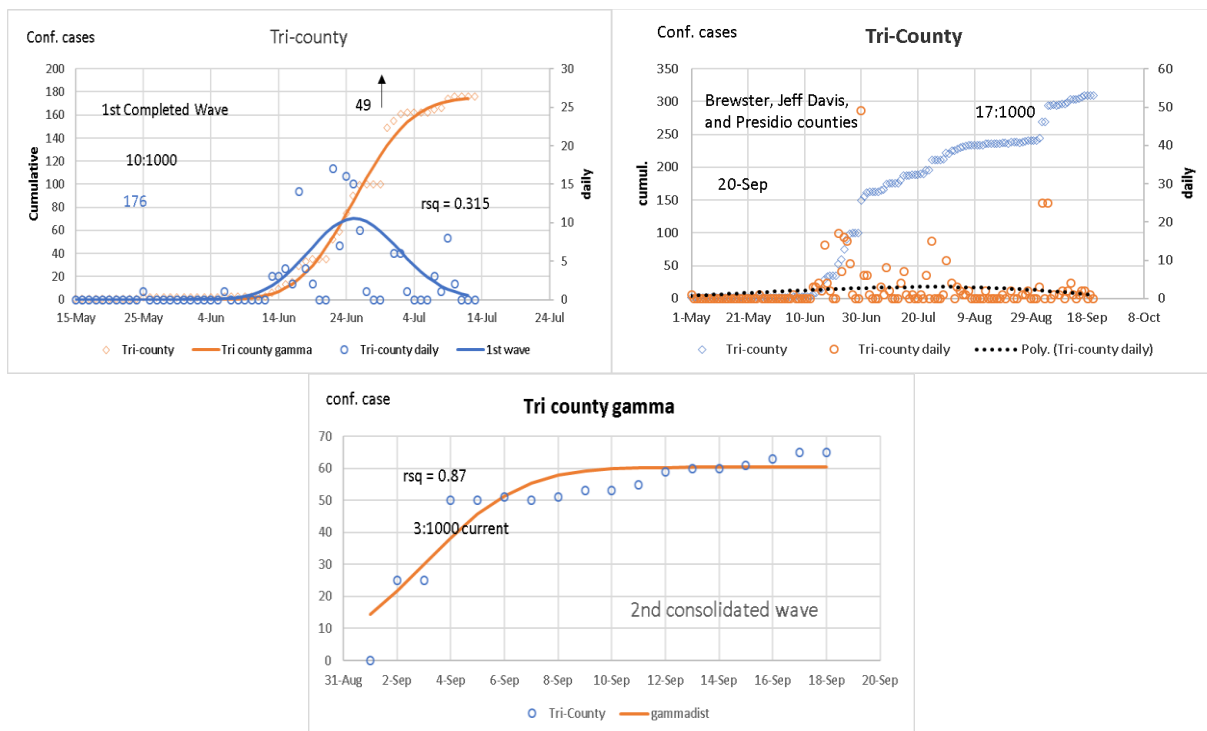 Conf. cases
Tri-county
200
180
160
140
120
100
80
60
40
20
0
Cumulative
30
25
20
15
10
5
0
daily
1st Completed Wave
49
10:1000
176
rsq = 0.315
15-May 25-May 4-Jun 14-Jun 24-Jun 4-Jul 14-Jul 24-Jul
Tri-county Tri county gamma Tri-county daily 1st wave
Conf. cases
Tri-County
350
300
250
200
150
100
50
0
cumul.
60
50
40
30
20
10
0
daily
Brewster, Jeff Davis,
and Presidio counties
17:1000
20-Sep
1-May 21-May 10-Jun 30-Jun 20-Jul 9-Aug 29-Aug 18-Sep 8-Oct
Tri-county Tri-county daily Poly. (Tri-county daily)
conf. case
Tri county gamma
70
60
50
40
30
20
10
0
rsq = 0.87
3:1000 current
2nd consolidated wave
31-Aug 2-Sep 4-Sep 6-Sep 8-Sep 10-Sep 12-Sep 14-Sep 16-Sep 18-Sep 20-Sep
Tri-County gammadist